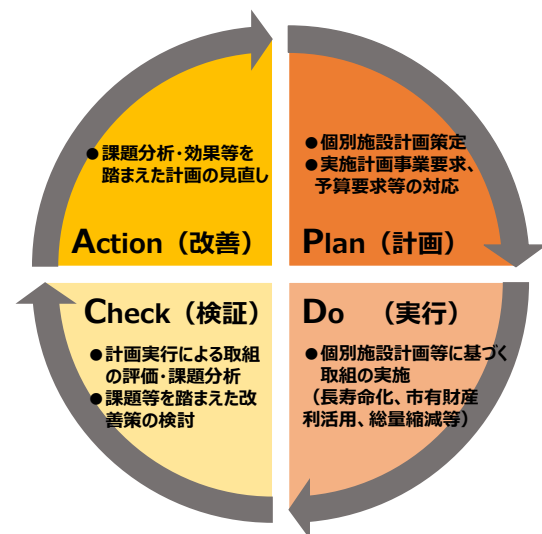 ●課題分析・効果等を
踏まえた計画の見直し
Action（改善）
●個別施設計画策定
●実施計画事業要求、
予算要求等の対応
Plan（計画）
Check（検証）
●計画実行による取組
の評価・課題分析
●課題等を踏まえた改
善策の検討
Do （実行）
●個別施設計画等に基づく
取組の実施
（長寿命化、市有財産
利活用、総量縮減等）